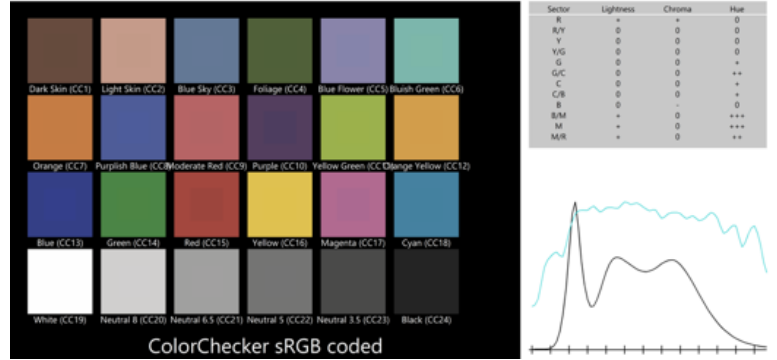 Dark Skin (CC1) Light Skin (CC2) Blue Sky (CC3) Foliage (CC4) Blue Flower (CC5) Bluish Green (CC6)
Orange (CC7) Purplish Blue (CC8) Moderate Red (CC9) Purple (CC10) Yellow Green (CC11) Orange Yellow (CC12)
Blue (CC13) Green (CC14) Red (CC15) Yellow (CC16) Magenta (CC17) Cyan (CC18)
White (CC19) Neutral 8 (CC20) Neutral 6.5 (CC21) Neutral 5 (CC22) Neutral 3.5 (CC23) Black (CC24)
ColorChecker sRGB coded
Sector Lightness Chroma Hue
R + + 0
R/Y 0 0 0
Y 0 0 0
Y/G 0 0 0
G 0 0 +
G/C 0 0 ++
C 0 0 +
C/B 0 0 +
B 0 - 0
B/M + 0 +++
M + 0 +++
M/R + 0 ++